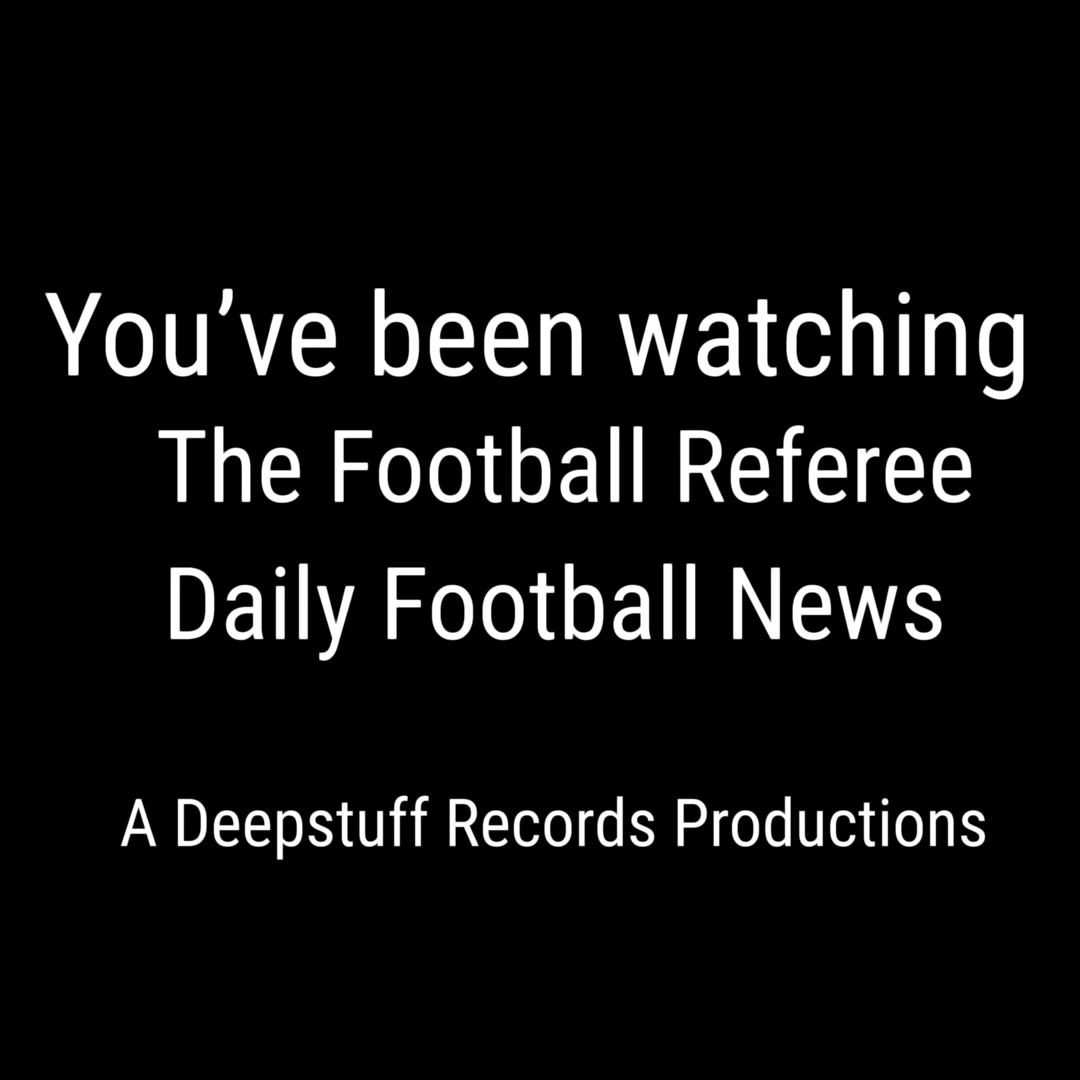 You’ve been watching
The Football Referee
Daily Football News
A Deepstuff Records Productions